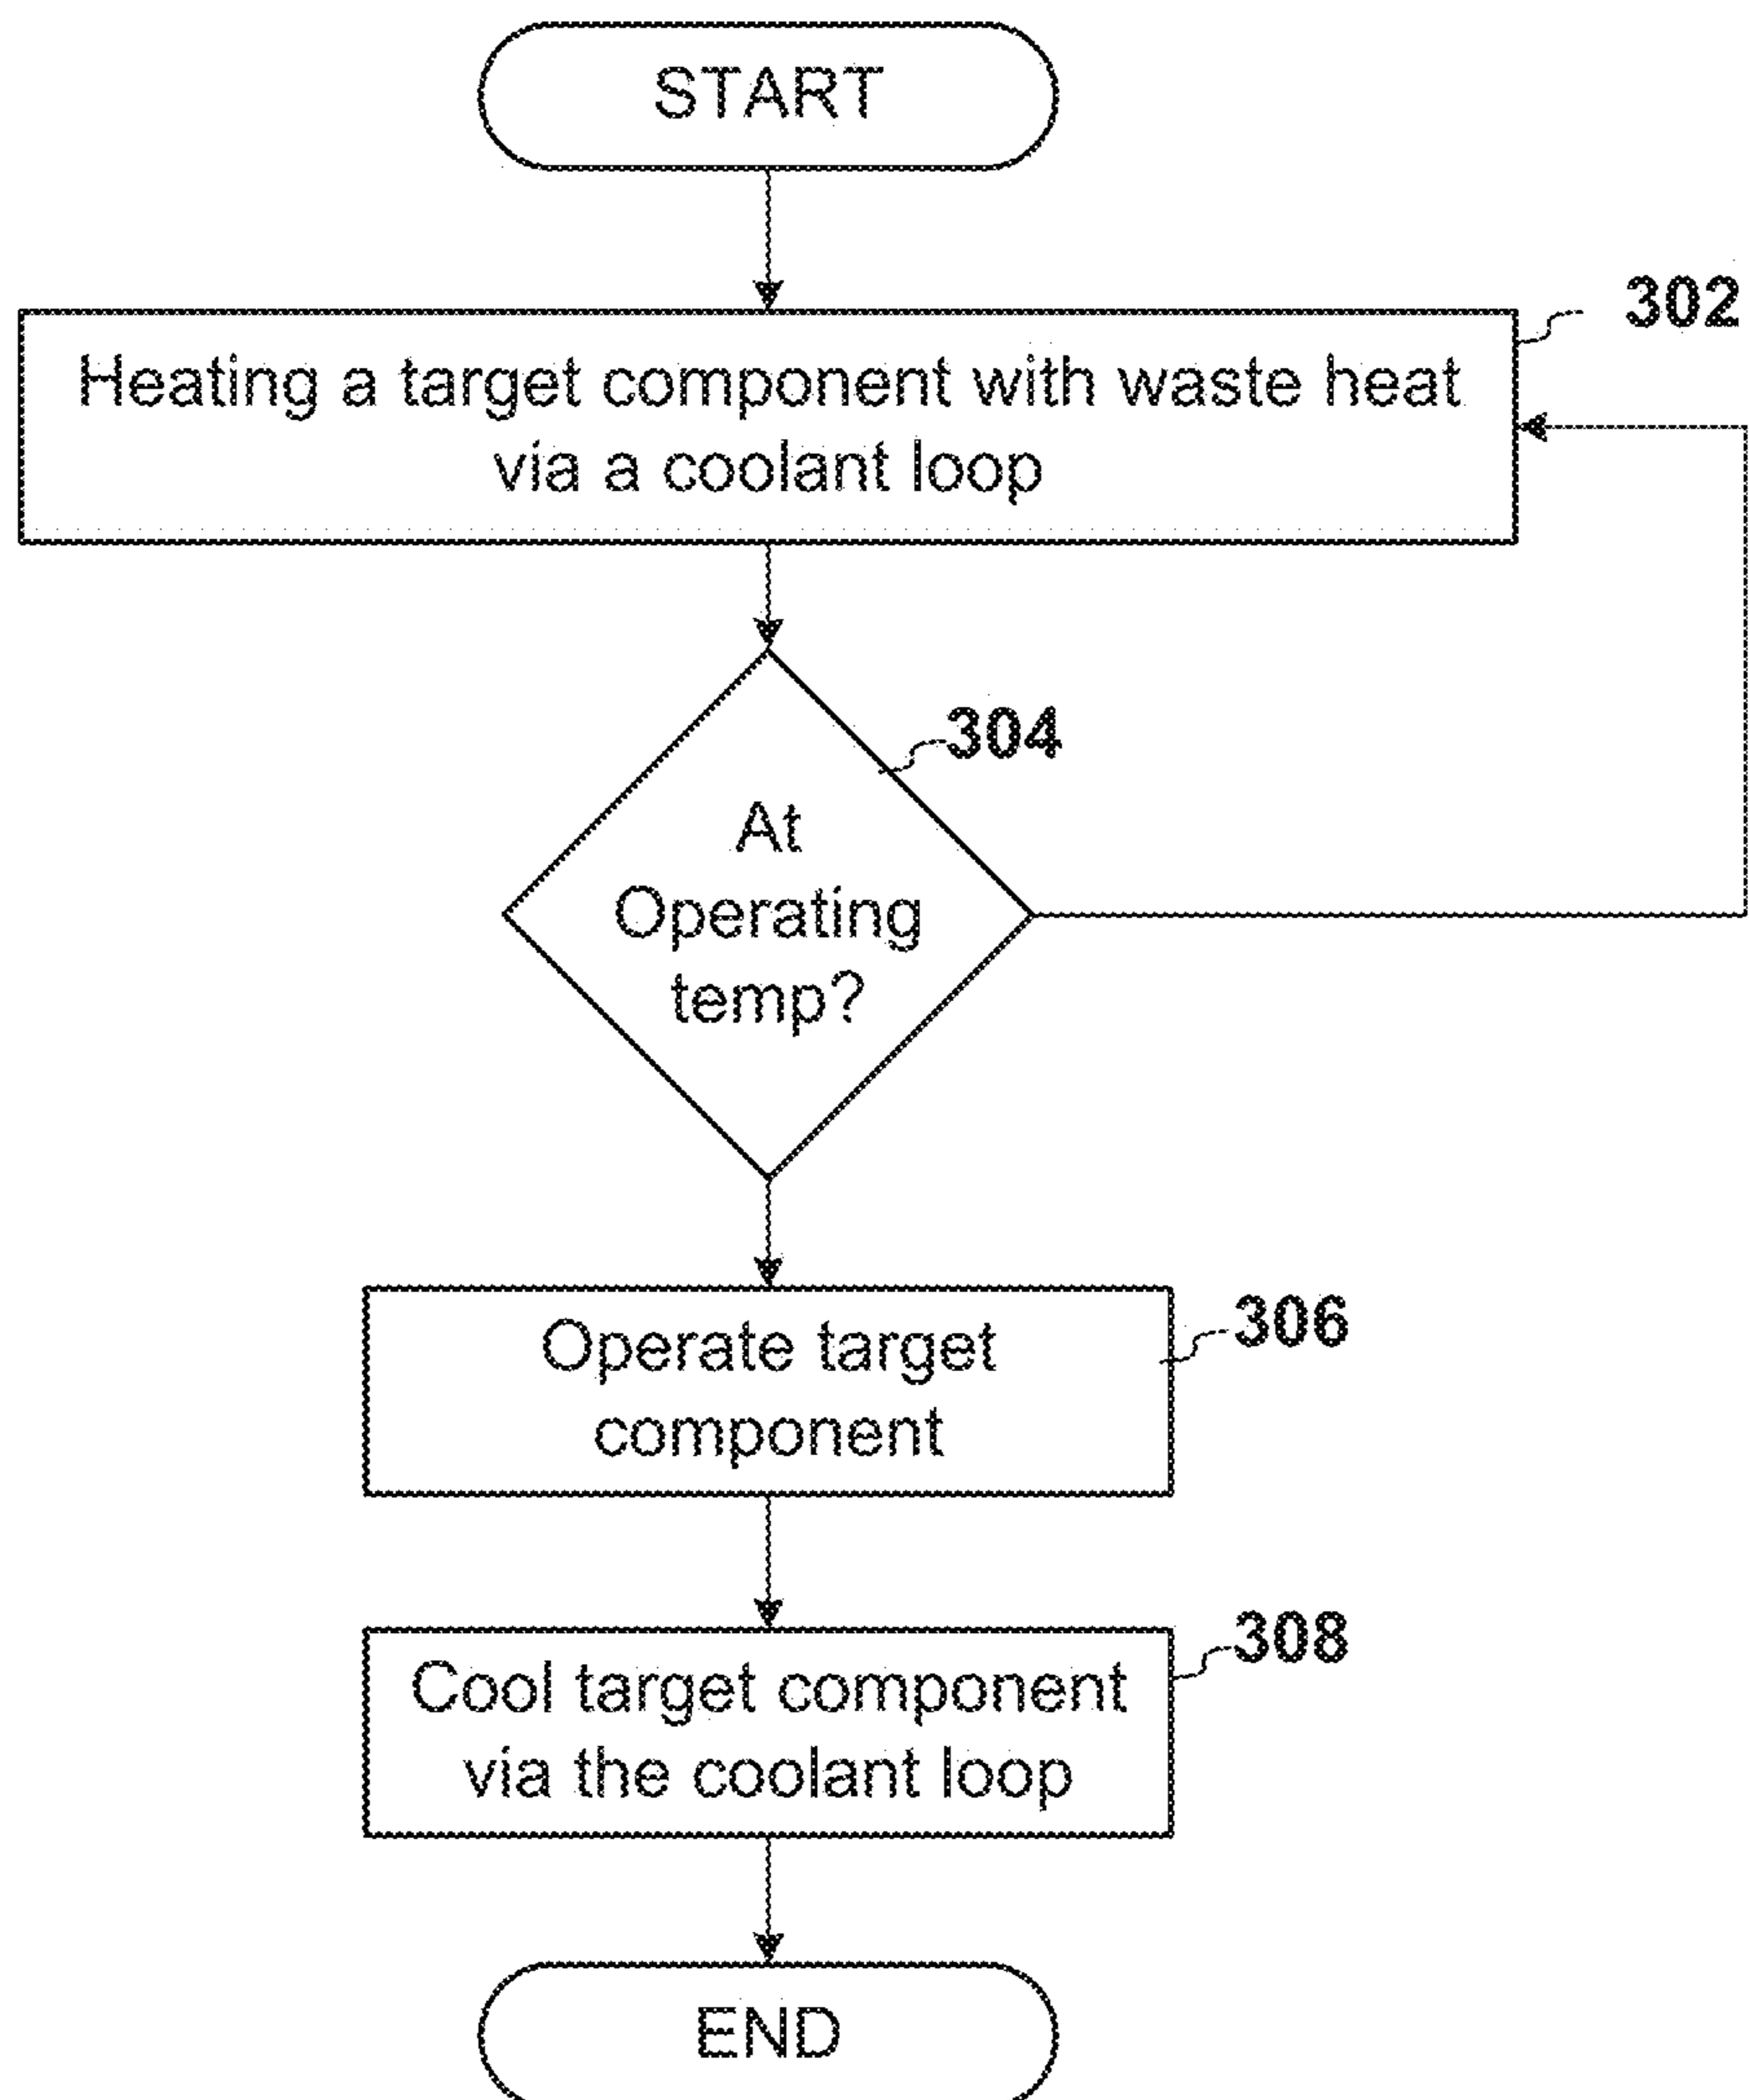 START
302
Heating a target component with waste heat
via a coolant loop
304
At
Operating
temp?
306
Operate target
component
308
Cool target component
via the coolant loop
END